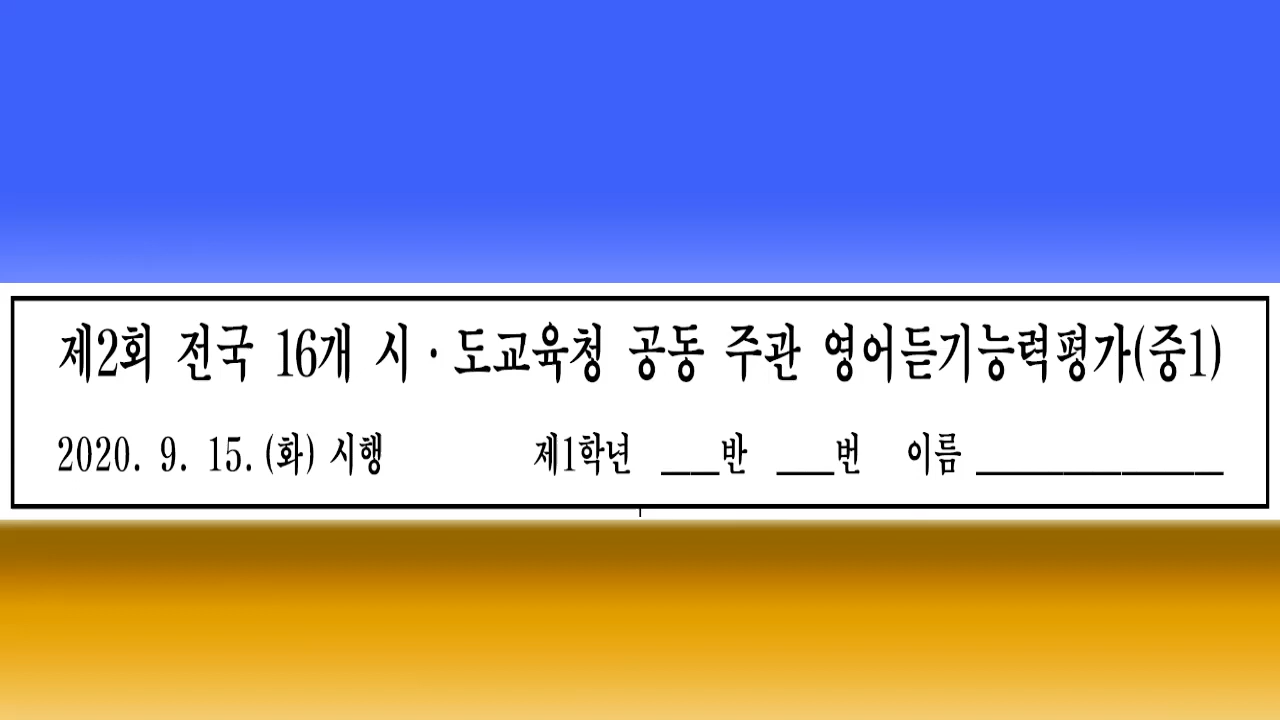 제2회 전국 16개 시·도교육청 공동 주관 영어듣기능력평가(중1)
2020. 9. 15.(화) 시행 제1학년 ___반 ___번 이름 ____________